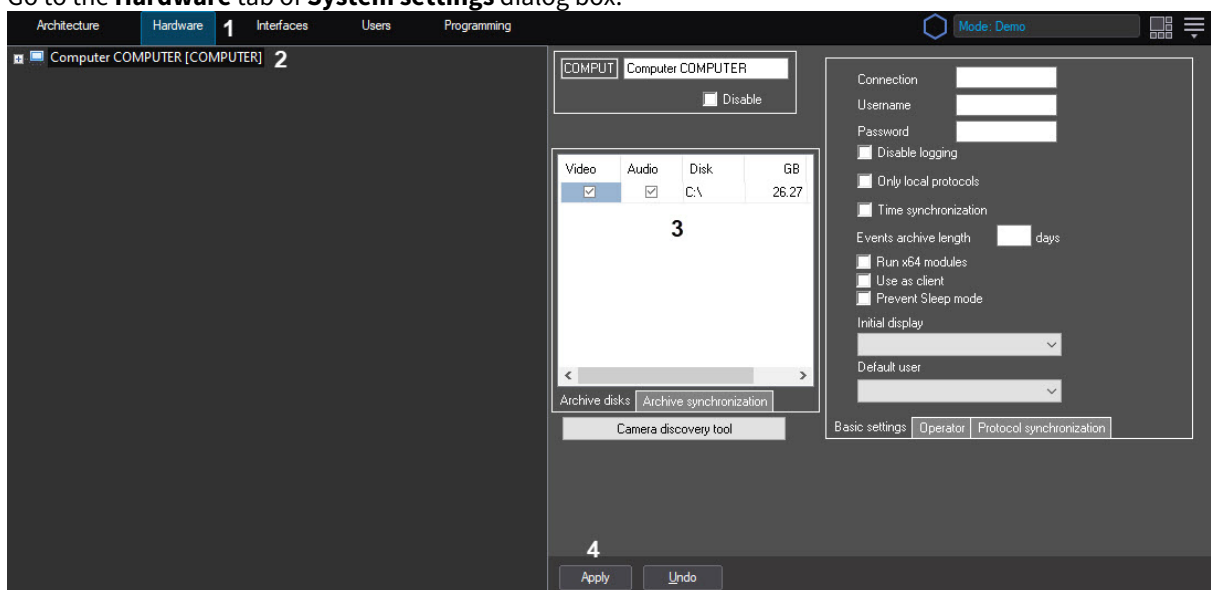 Go to the Hardware tab of System settings dialog box.
Architecture Hardware 1 Interfaces Users Programming Mode: Demo
Computer COMPUTER [COMPUTER] 2
COMPUT Computer COMPUTER
Disable
Video Audio Disk GB
C:\ 26.27
3
Archive disks Archive synchronization
Camera discovery tool
Connection
Username
Password
Disable logging
Only local protocols
Time synchronization
Events archive length days
Run x64 modules
Use as client
Prevent Sleep mode
Initial display
Default user
Basic settings Operator Protocol synchronization
4
Apply Undo